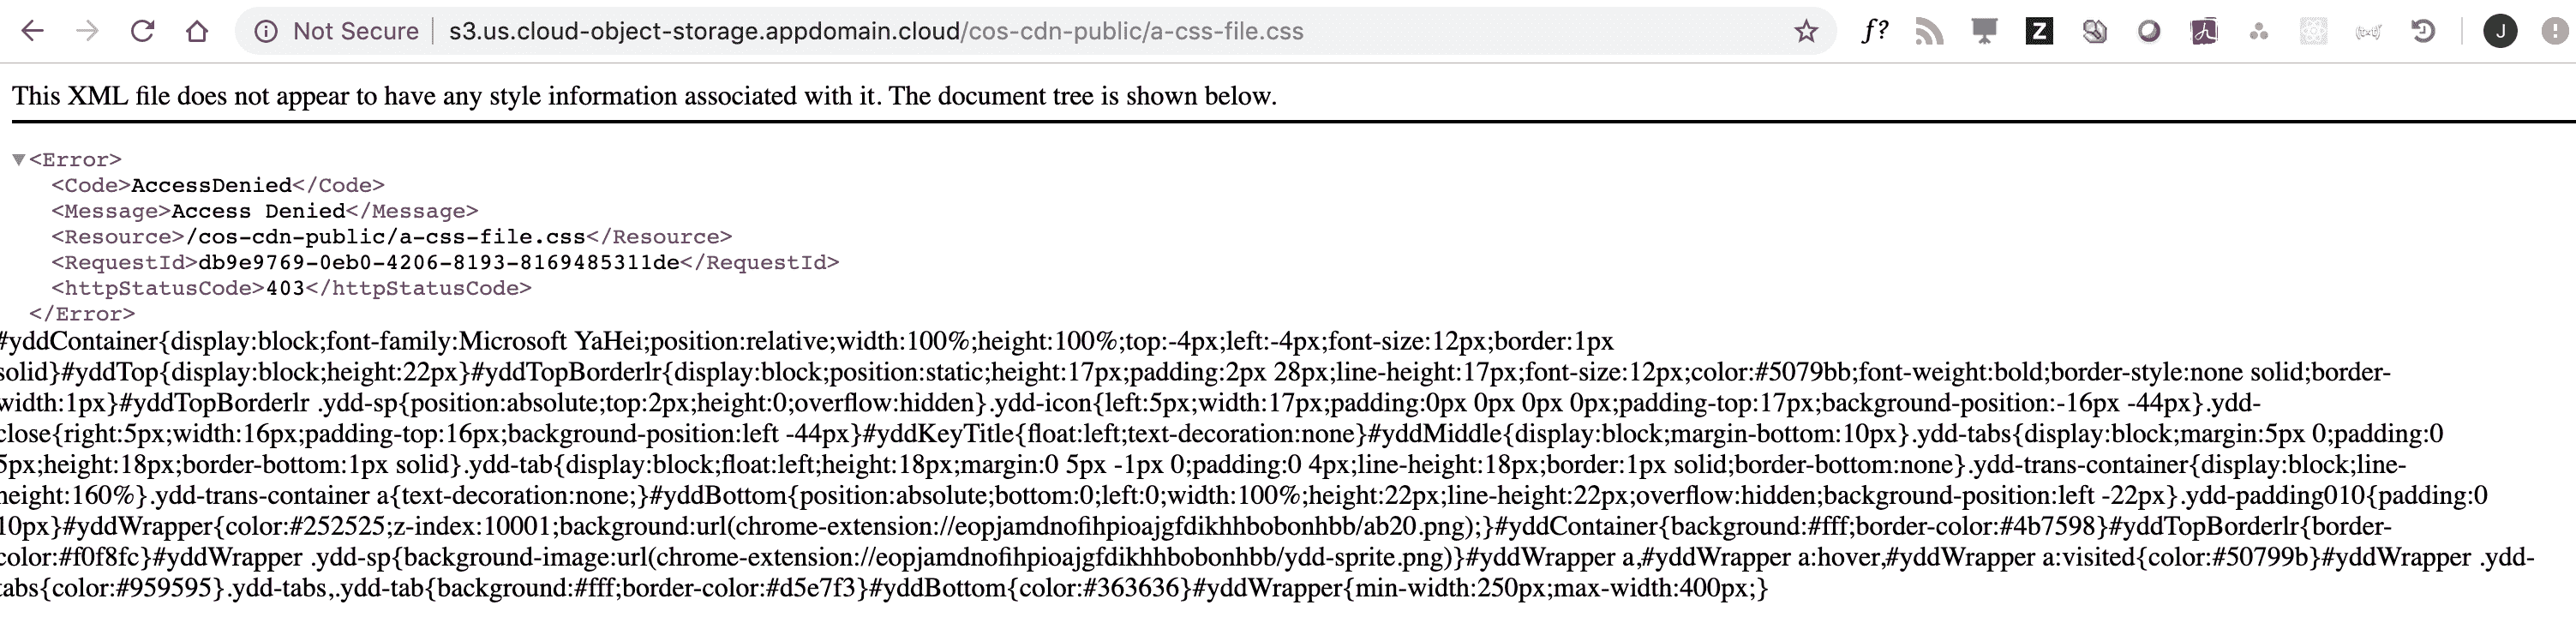 Not Secure | s3.us.cloud-object-storage.appdomain.cloud/cos-cdn-public/a-css-file.css f? Z J
This XML file does not appear to have any style information associated with it. The document tree is shown below.
▼<Error>
<Code>AccessDenied</Code>
<Message>Access Denied</Message>
<Resource>/cos-cdn-public/a-css-file.css</Resource>
<RequestId>db9e9769-0eb0-4206-8193-8169485311de</RequestId>
<httpStatusCode>403</httpStatusCode>
</Error>
#yddContainer{display:block;font-family:Microsoft YaHei;position:relative;width:100%;height:100%;top:-4px;left:-4px;font-size:12px;border:1px
solid}#yddTop{display:block;height:22px}#yddTopBorderlr{display:block;position:static;height:17px;padding:2px 28px;line-height:17px;font-size:12px;color:#5079bb;font-weight:bold;border-style:none solid;border-
width:1px}#yddTopBorderlr .ydd-sp{position:absolute;top:2px;height:0;overflow:hidden}.ydd-icon{left:5px;width:17px;padding:0px 0px 0px 0px;padding-top:17px;background-position:-16px -44px}.ydd-
close{right:5px;width:16px;padding-top:16px;background-position:left -44px}#yddKeyTitle{float:left;text-decoration:none}#yddMiddle{display:block;margin-bottom:10px}.ydd-tabs{display:block;margin:5px 0;padding:0
5px;height:18px;border-bottom:1px solid}.ydd-tab{display:block;float:left;height:18px;margin:0 5px -1px 0;padding:0 4px;line-height:18px;border:1px solid;border-bottom:none}.ydd-trans-container{display:block;line-
height:160%}.ydd-trans-container a{text-decoration:none;}#yddBottom{position:absolute;bottom:0;left:0;width:100%;height:22px;line-height:22px;overflow:hidden;background-position:left -22px}.ydd-padding010{padding:0
10px}#yddWrapper{color:#252525;z-index:10001;background:url(chrome-extension://eopjamdnofihpioajgfdikhhbobonhbb/ab20.png);}#yddContainer{background:#fff;border-color:#4b7598}#yddTopBorderlr{border-
color:#f0f8fc}#yddWrapper .ydd-sp{background-image:url(chrome-extension://eopjamdnofihpioajgfdikhhbobonhbb/ydd-sprite.png)}#yddWrapper a,#yddWrapper a:hover,#yddWrapper a:visited{color:#50799b}#yddWrapper .ydd-
tabs{color:#959595}.ydd-tabs,.ydd-tab{background:#fff;border-color:#d5e7f3}#yddBottom{color:#363636}#yddWrapper{min-width:250px;max-width:400px;}